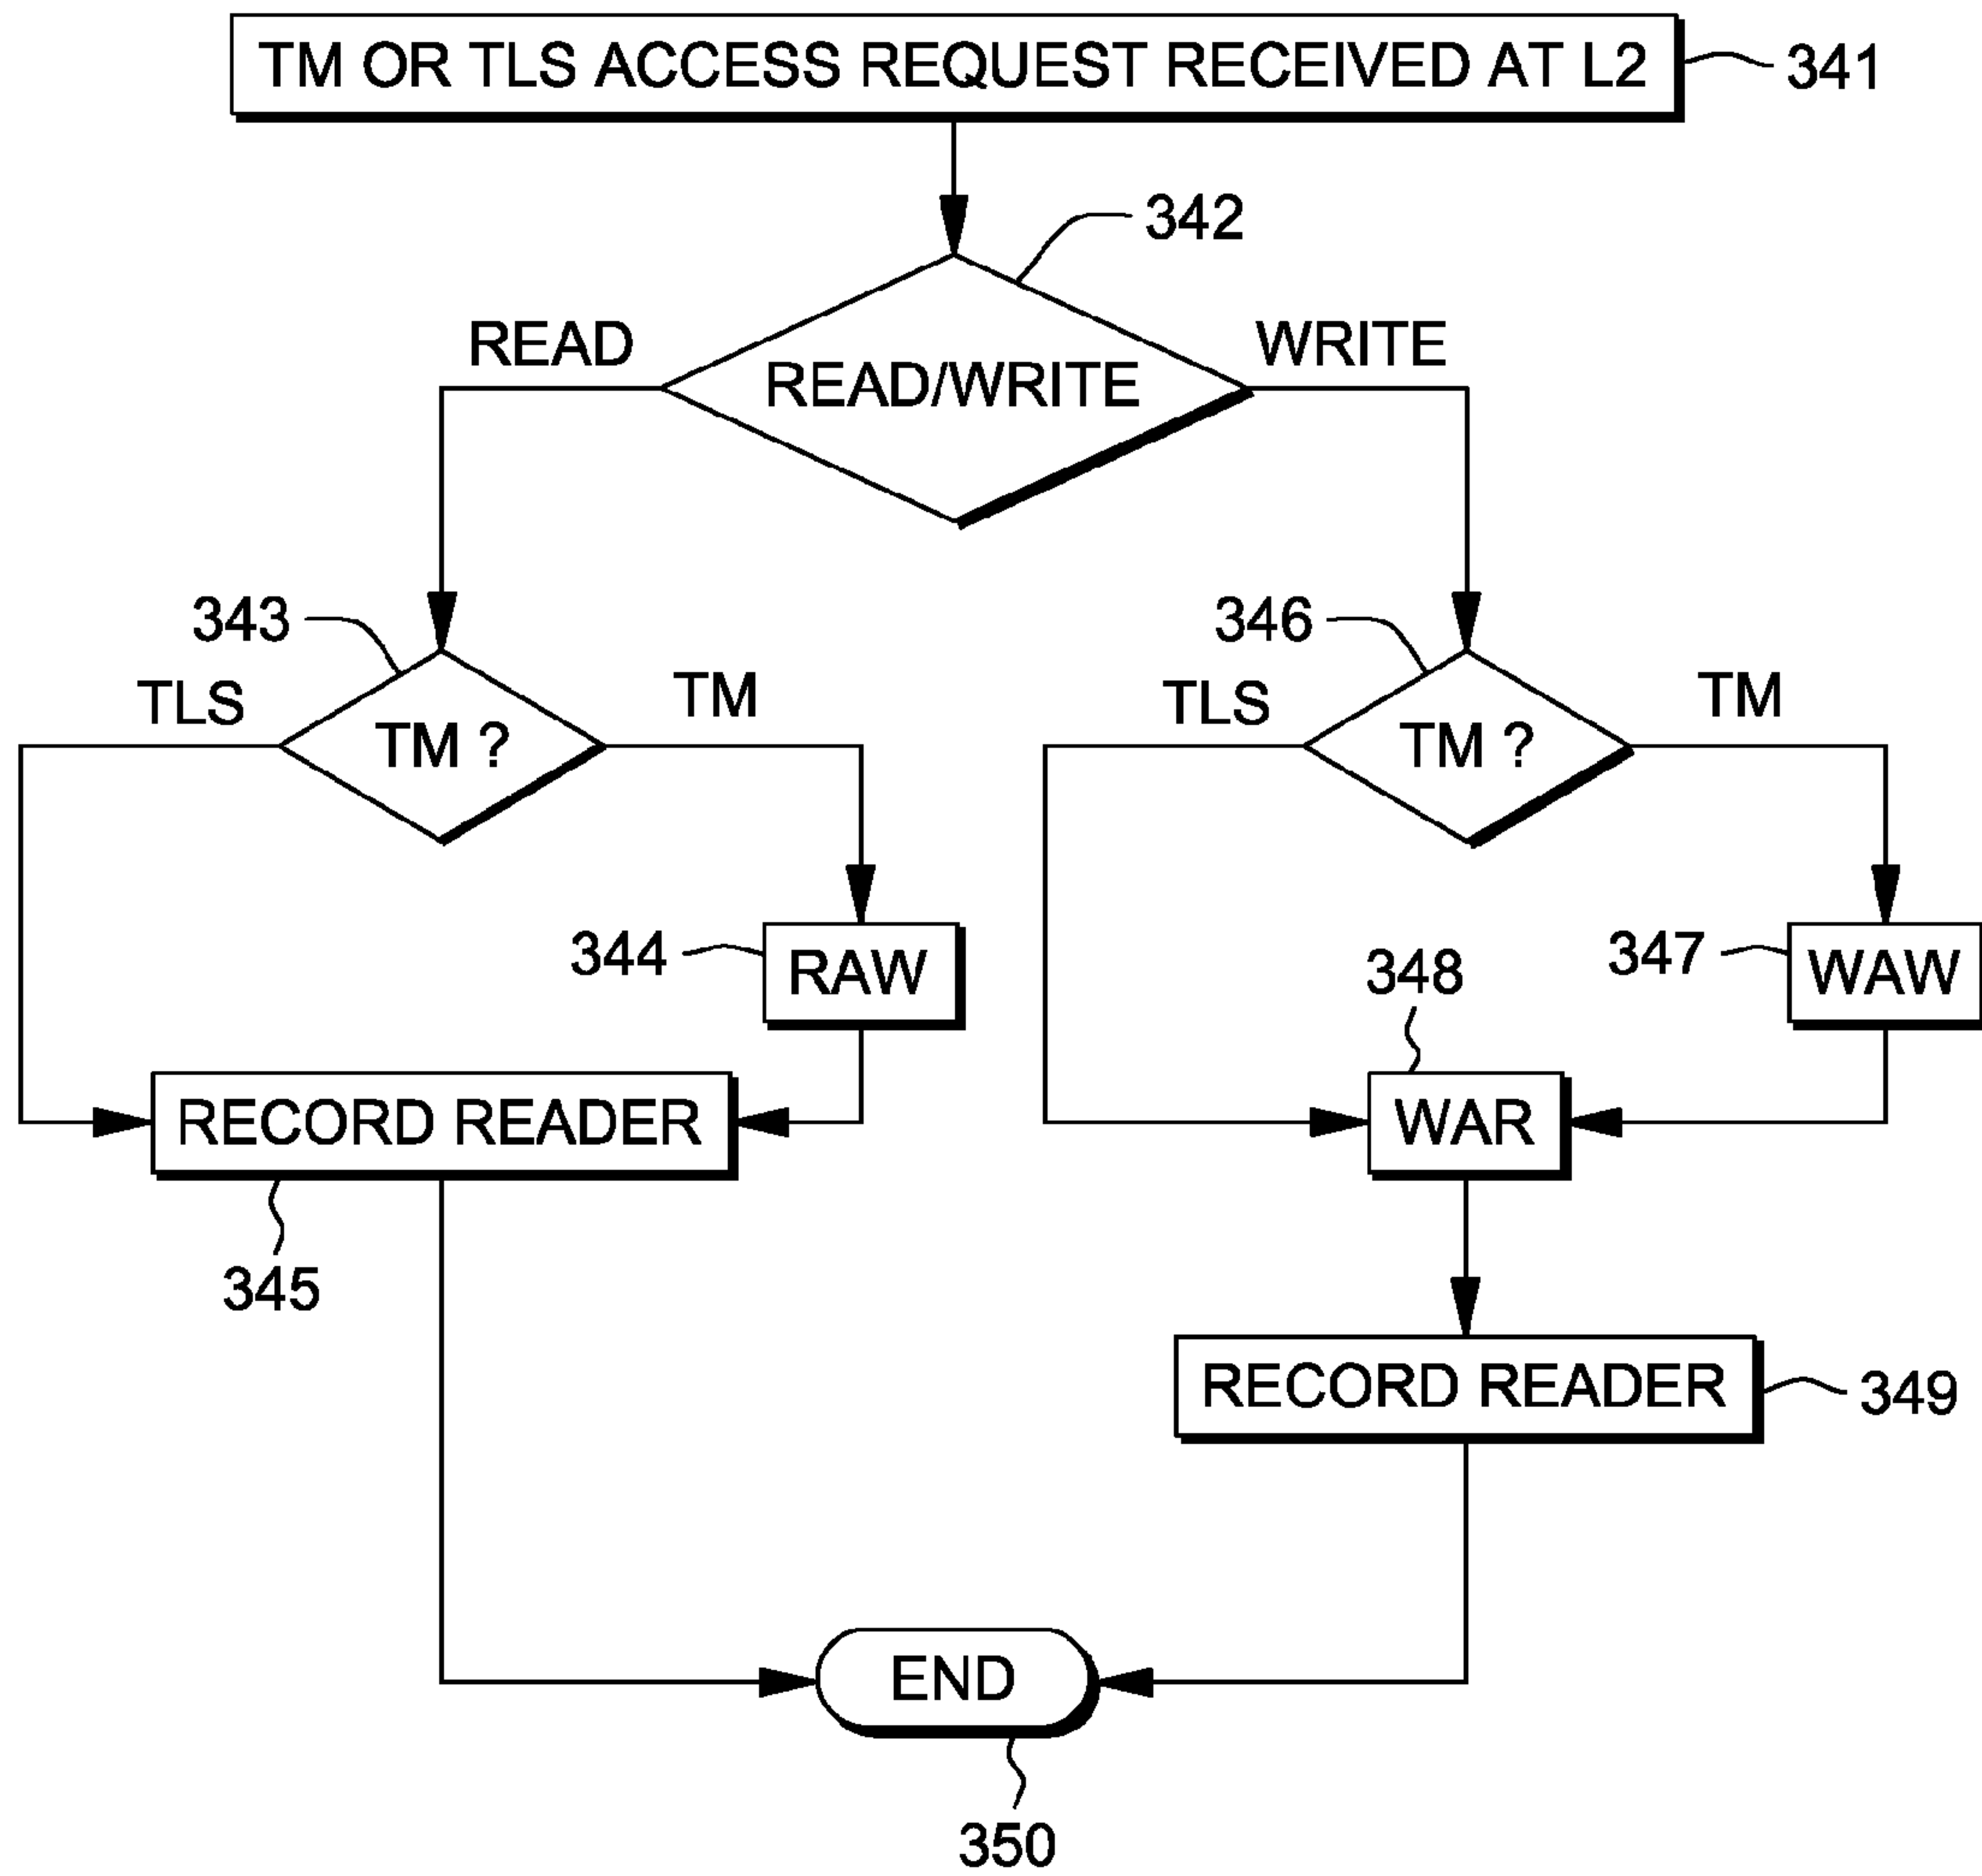 TM OR TLS ACCESS REQUEST RECEIVED AT L2
341
342
READ
WRITE
READ/WRITE
343
346
TLS
TM
TLS
TM
TM ?
TM ?
344
RAW
348
347
WAW
RECORD READER
WAR
345
RECORD READER
349
END
350